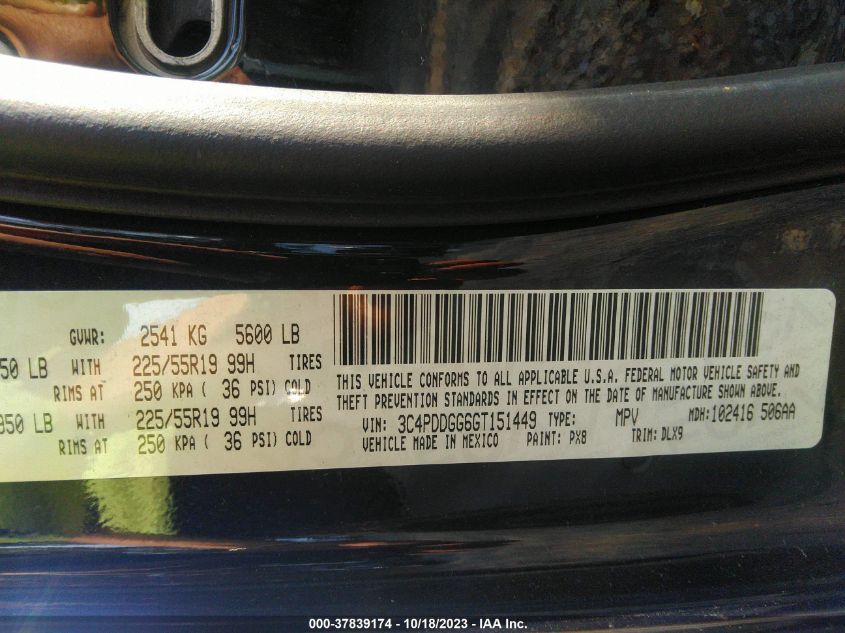 GVWR: 2541 KG 5600 LB
50 LB WITH 225/55R19 99H TIRES
RIMS AT 250 KPA ( 36 PSI) COLD
950 LB WITH 225/55R19 99H TIRES
RIMS AT 250 KPA ( 36 PSI) COLD
THIS VEHICLE CONFORMS TO ALL APPLICABLE U.S.A. FEDERAL MOTOR VEHICLE SAFETY AND
THEFT PREVENTION STANDARDS IN EFFECT ON THE DATE OF MANUFACTURE SHOWN ABOVE.
VIN: 3C4PDDGG6GT151449 TYPE: MPV MDH: 102416 506AA
VEHICLE MADE IN MEXICO PAINT: PX8 TRIM: DLX9
000-37839174 - 10/18/2023 - IAA Inc.